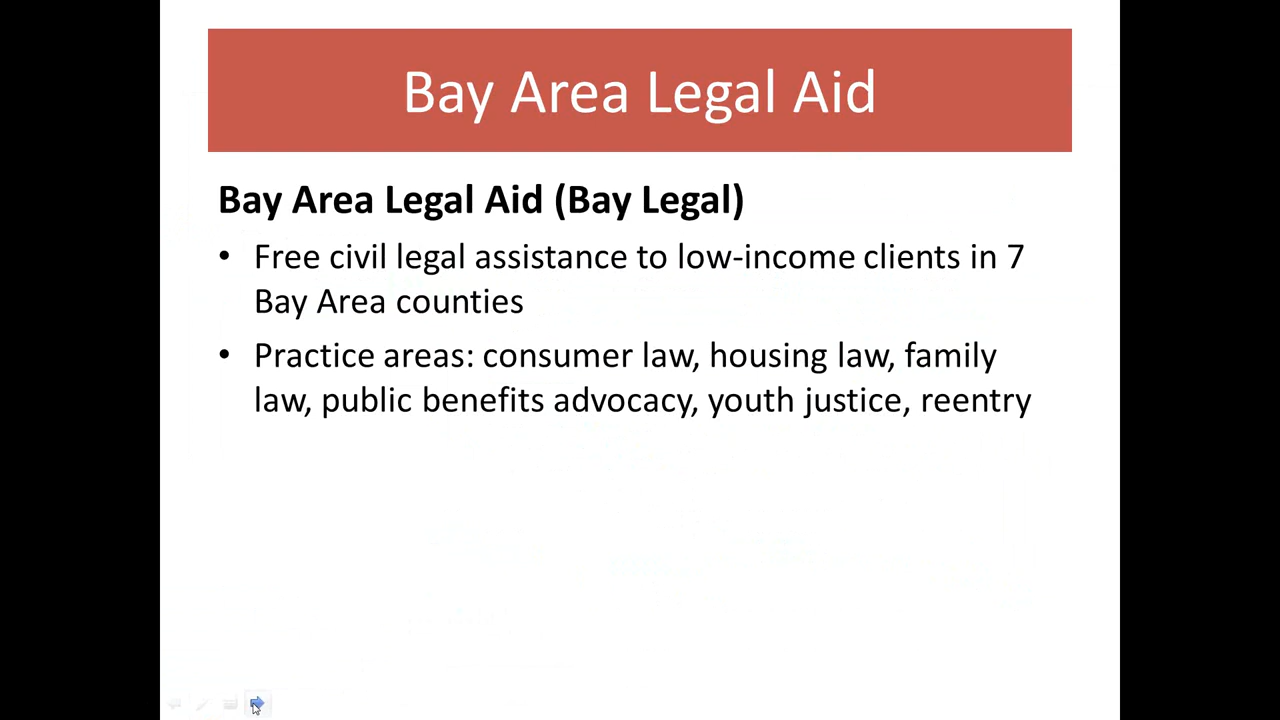 Bay Area Legal Aid
Bay Area Legal Aid (Bay Legal)
• Free civil legal assistance to low-income clients in 7
Bay Area counties
• Practice areas: consumer law, housing law, family
law, public benefits advocacy, youth justice, reentry